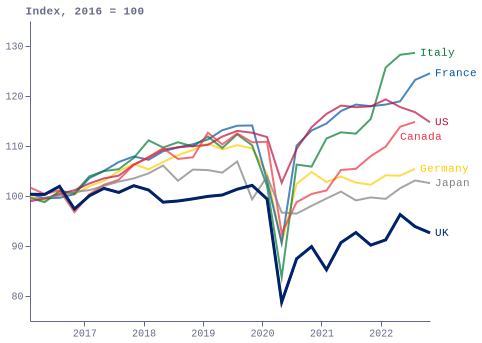 Index, 2016 = 100
130
120
110
100
90
80
Italy
France
US
Canada
Germany
Japan
UK
2017 2018 2019 2020 2021 2022